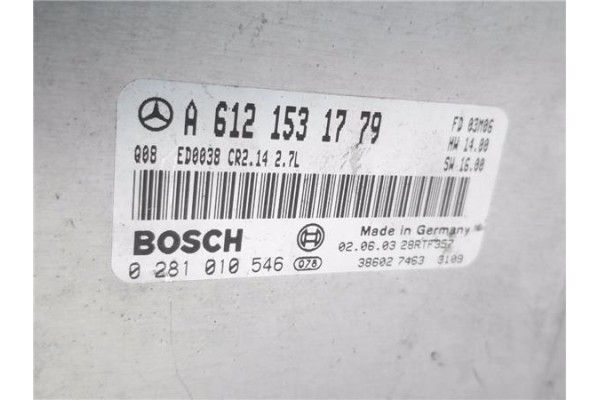 A 612 153 17 79
FD 03M06
HW 14.00
SW 16.00
Q08 ED0038 CR2.14 2.7L
BOSCH
Made in Germany
02.06.03 28RTF357
0 281 010 546 Q78
38602 7463 3109